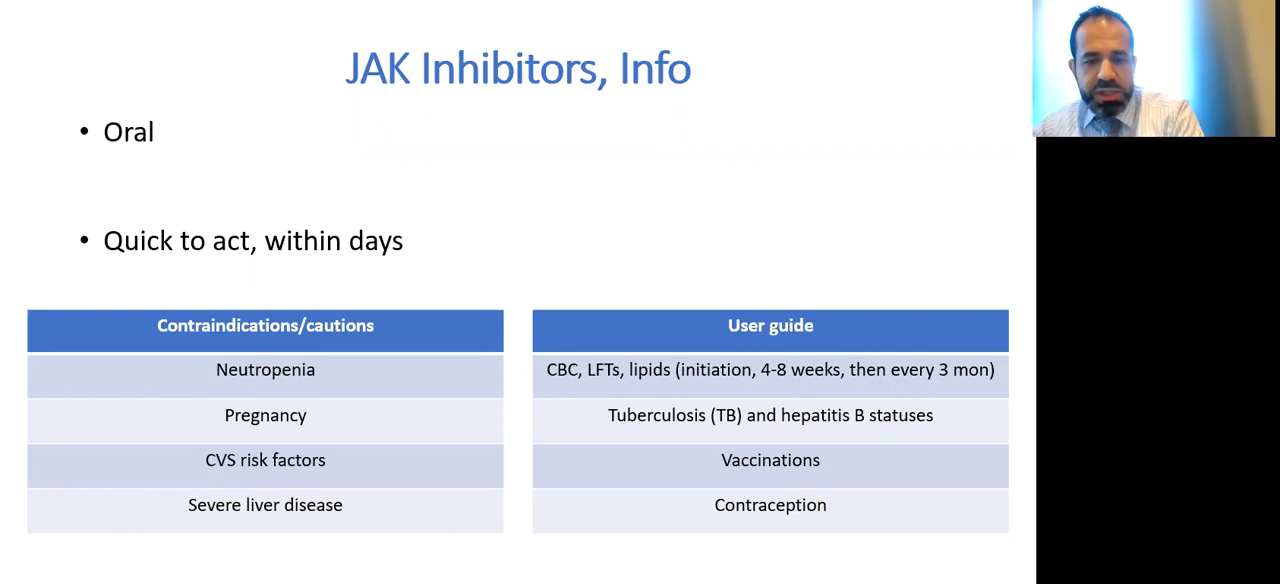 JAK Inhibitors, Info
• Oral
• Quick to act, within days
Contraindications/cautions
Neutropenia
Pregnancy
CVS risk factors
Severe liver disease
User guide
CBC, LFTs, lipids (initiation, 4-8 weeks, then every 3 mon)
Tuberculosis (TB) and hepatitis B statuses
Vaccinations
Contraception